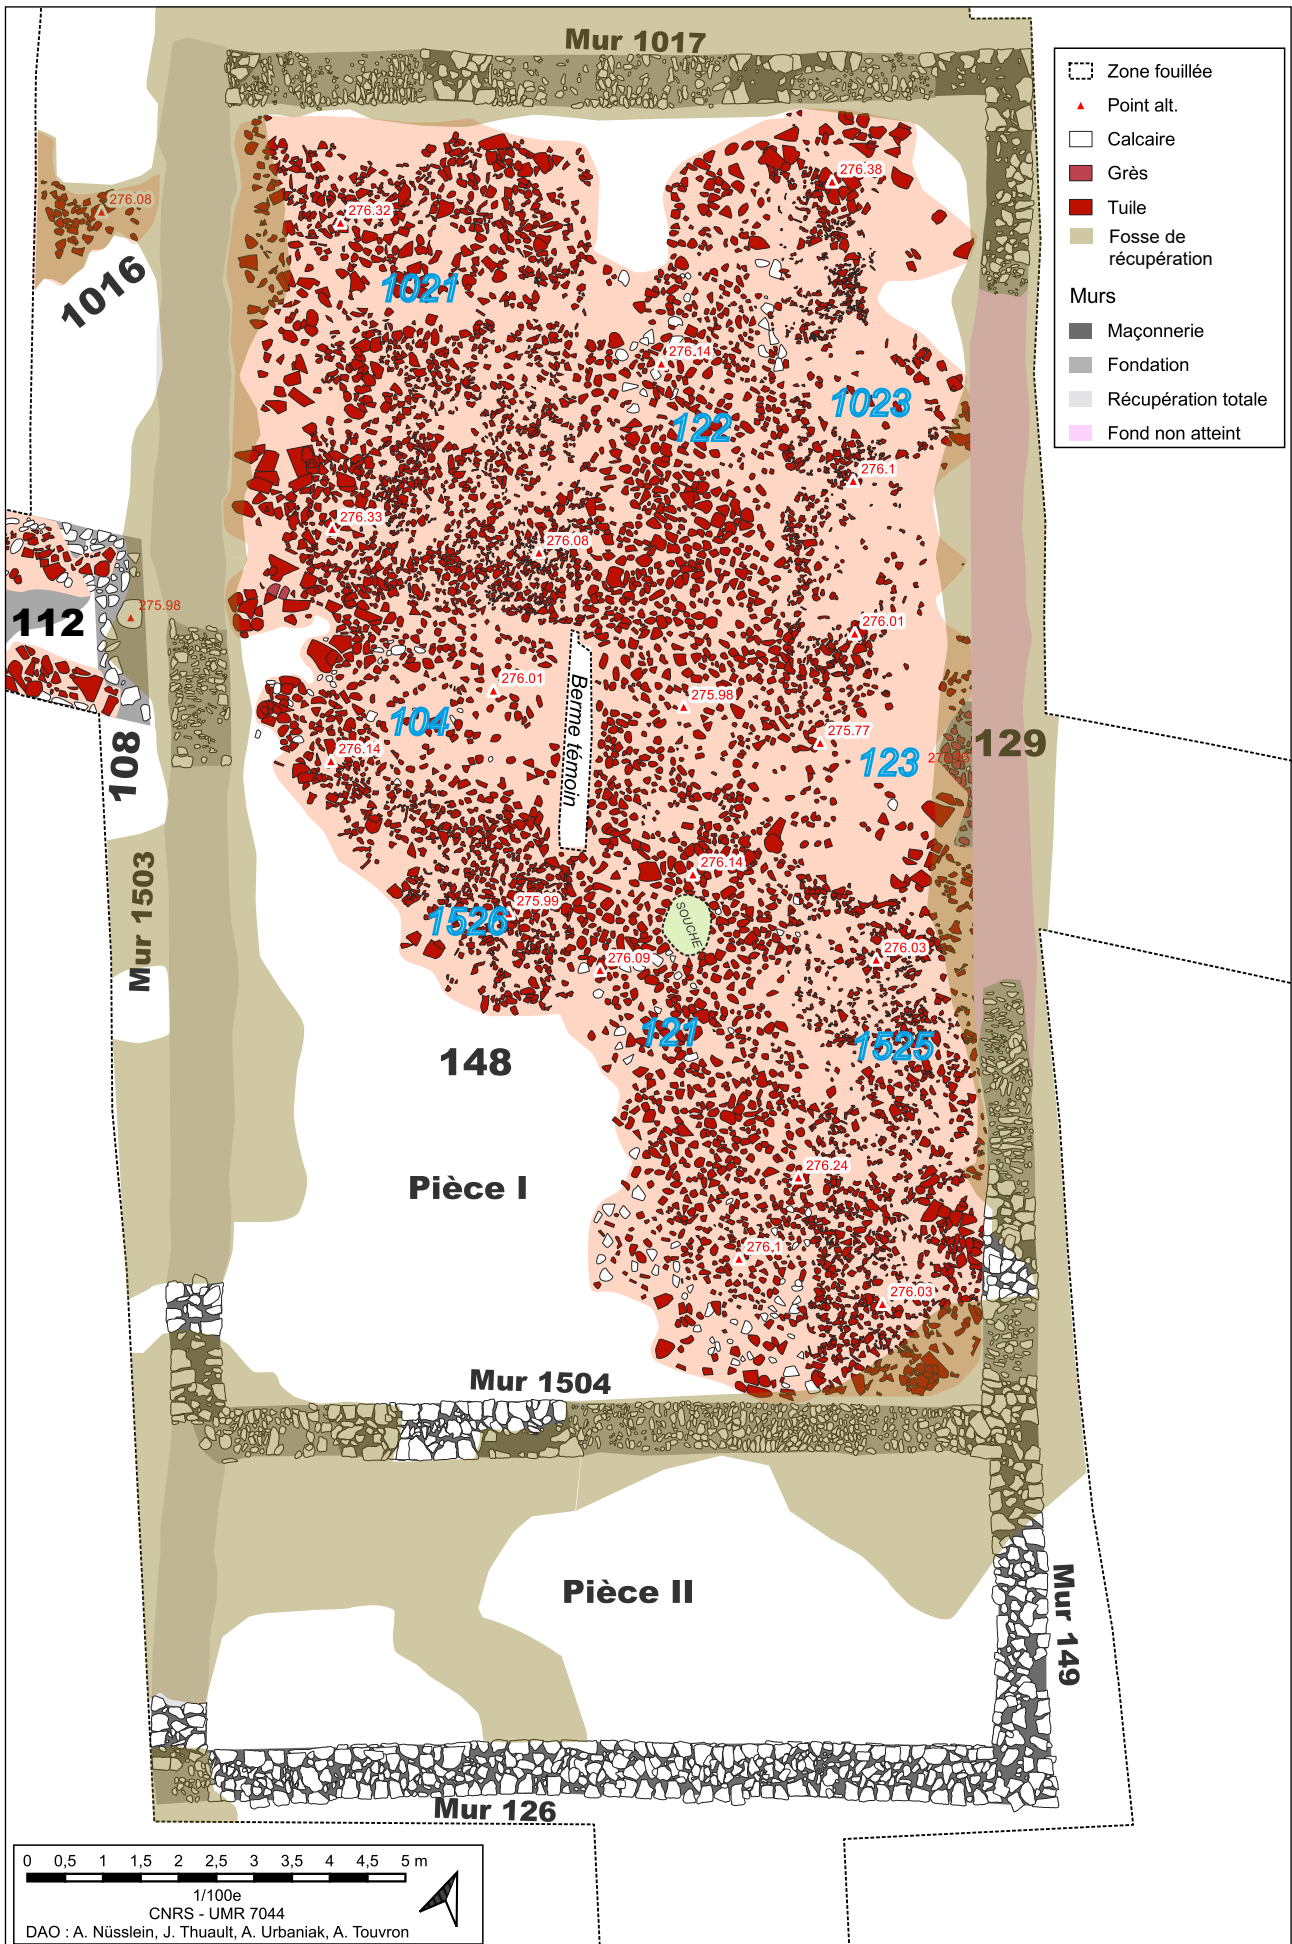 Mur 1017
Zone fouillée
Point alt.
Calcaire
Grès
Tuile
Fosse de
récupération
Murs
Maçonnerie
Fondation
Récupération totale
Fond non atteint
276.38
276.08
276.32
1016
1021
276.14
1023
122
276.1
276.33
276.08
275.98
112
276.01
276.01
275.98
104
Berme témoin
275.77
129
276.14
123
108
276.14
Mur 1503
275.99
1526
SOUCHE
276.03
276.09
121
1525
148
276.24
Pièce I
276.1
276.03
Mur 1504
Pièce II
Mur 149
Mur 126
0 0,5 1 1,5 2 2,5 3 3,5 4 4,5 5 m
1/100e
CNRS - UMR 7044
DAO : A. Nüsslein, J. Thuault, A. Urbaniak, A. Touvron